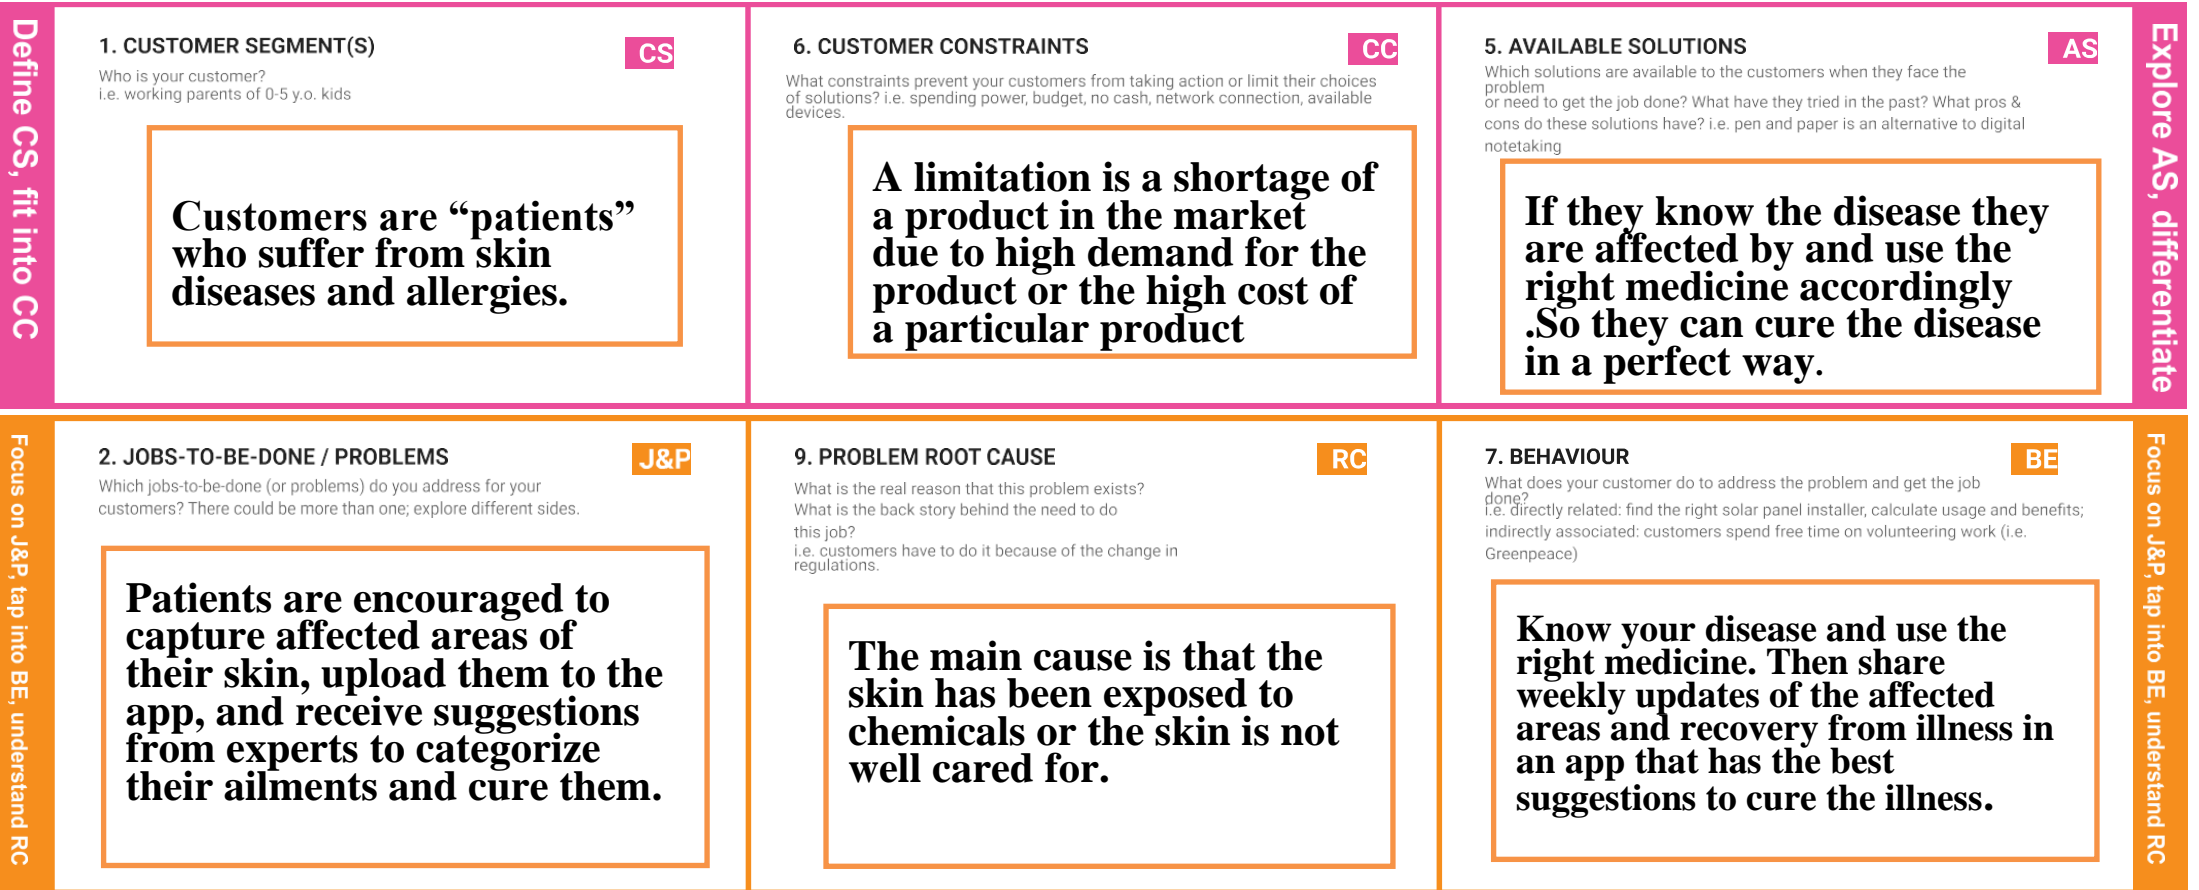 Define CS, fit into CC
1. CUSTOMER SEGMENT(S)
CS
Who is your customer?
i.e. working parents of 0-5 y.o. kids
Customers are “patients”
who suffer from skin
diseases and allergies.
6. CUSTOMER CONSTRAINTS
CC
What constraints prevent your customers from taking action or limit their choices
of solutions? i.e. spending power, budget, no cash, network connection, available
devices.
A limitation is a shortage of
a product in the market
due to high demand for the
product or the high cost of
a particular product
5. AVAILABLE SOLUTIONS
AS
Which solutions are available to the customers when they face the
problem
or need to get the job done? What have they tried in the past? What pros &
cons do these solutions have? i.e. pen and paper is an alternative to digital
notetaking
If they know the disease they
are affected by and use the
right medicine accordingly
.So they can cure the disease
in a perfect way.
Explore AS, differentiate
Focus on J&P, tap into BE, understand RC
2. JOBS-TO-BE-DONE / PROBLEMS
J&P
Which jobs-to-be-done (or problems) do you address for your
customers? There could be more than one; explore different sides.
Patients are encouraged to
capture affected areas of
their skin, upload them to the
app, and receive suggestions
from experts to categorize
their ailments and cure them.
9. PROBLEM ROOT CAUSE
RC
What is the real reason that this problem exists?
What is the back story behind the need to do
this job?
i.e. customers have to do it because of the change in
regulations.
The main cause is that the
skin has been exposed to
chemicals or the skin is not
well cared for.
7. BEHAVIOUR
BE
What does your customer do to address the problem and get the job
done?
i.e. directly related: find the right solar panel installer, calculate usage and benefits;
indirectly associated: customers spend free time on volunteering work (i.e.
Greenpeace)
Know your disease and use the
right medicine. Then share
weekly updates of the affected
areas and recovery from illness in
an app that has the best
suggestions to cure the illness.
Focus on J&P, tap into BE, understand RC